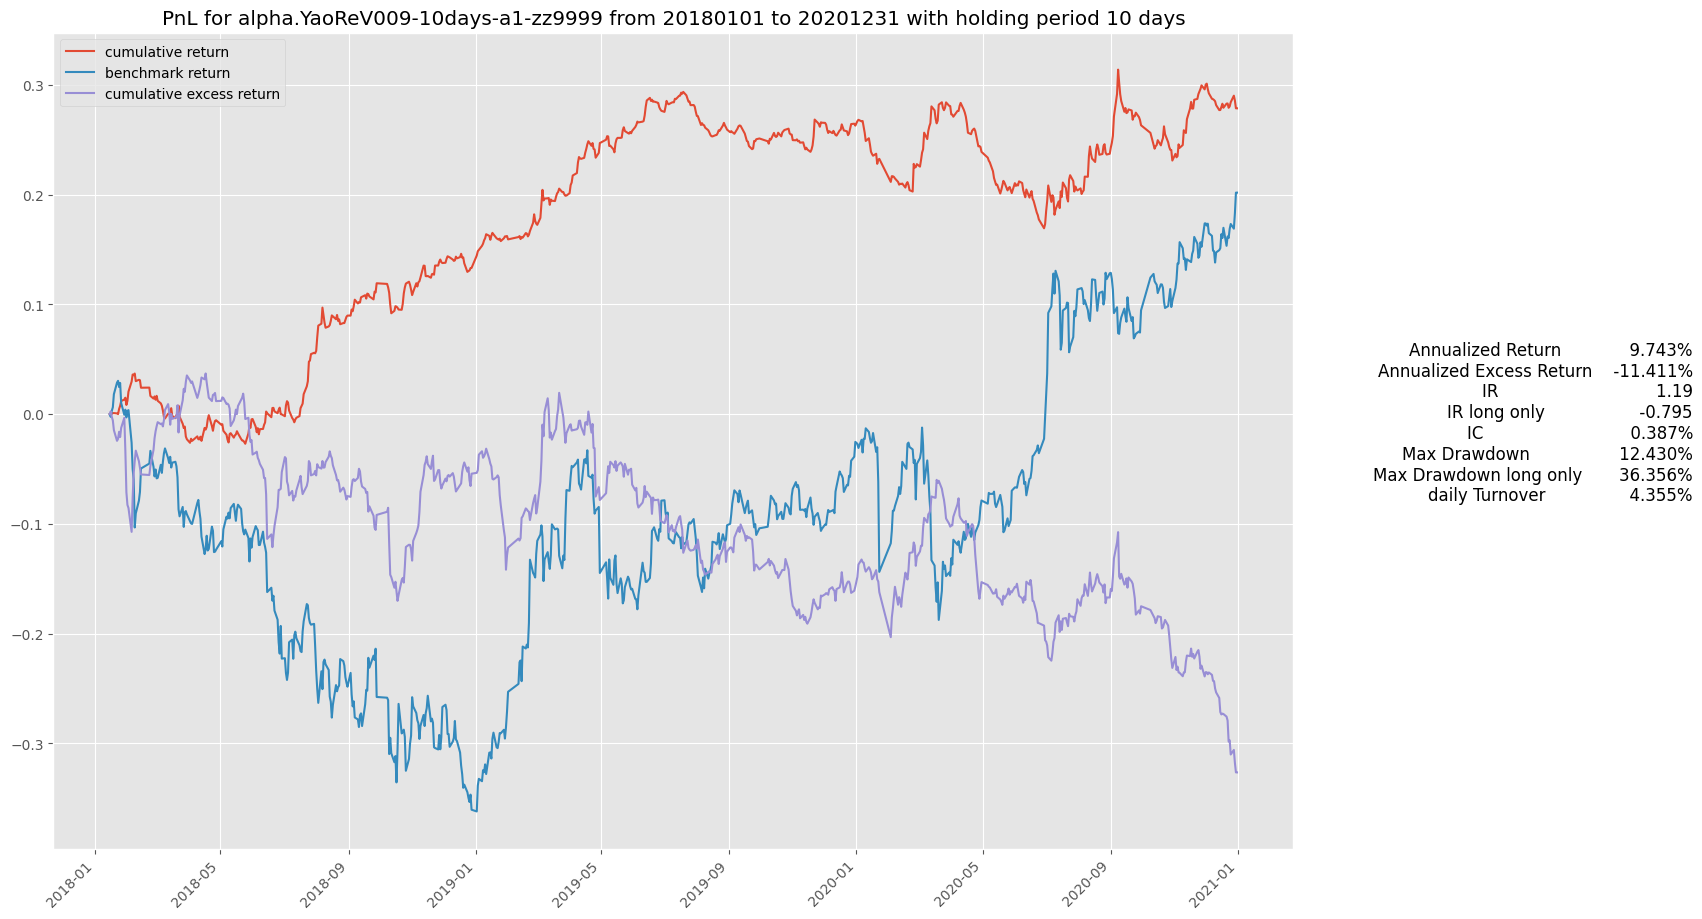 PnL for alpha.YaoReV009-10days-a1-zz9999 from 20180101 to 20201231 with holding period 10 days
cumulative return
benchmark return
cumulative excess return
0.3
0.2
0.1
0.0
−0.1
−0.2
−0.3
2018-01
2018-05
2018-09
2019-01
2019-05
2019-09
2020-01
2020-05
2020-09
2021-01
Annualized Return 9.743%
Annualized Excess Return -11.411%
IR 1.19
IR long only -0.795
IC 0.387%
Max Drawdown 12.430%
Max Drawdown long only 36.356%
daily Turnover 4.355%